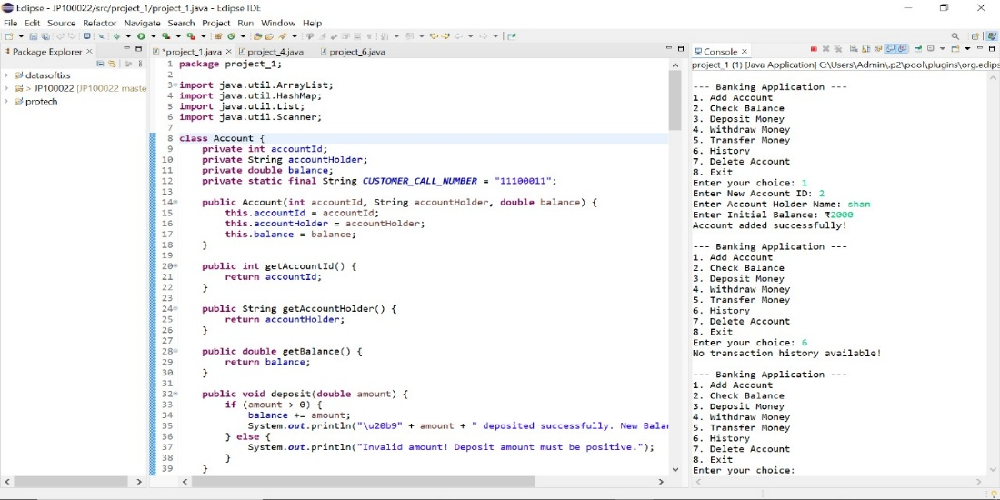 Eclipse - JP100022/src/project_1/project_1.java - Eclipse IDE
File Edit Source Refactor Navigate Search Project Run Window Help
Package Explorer
datasoftixs
> JP100022 [JP100022 maste
protech
*project_1.java project_4.java project_6.java
1 package project_1;
2
3 import java.util.ArrayList;
4 import java.util.HashMap;
5 import java.util.List;
6 import java.util.Scanner;
7
8 class Account {
9 private int accountId;
10 private String accountHolder;
11 private double balance;
12 private static final String CUSTOMER_CALL_NUMBER = "11100011";
13
14 public Account(int accountId, String accountHolder, double balance) {
15 this.accountId = accountId;
16 this.accountHolder = accountHolder;
17 this.balance = balance;
18 }
19
20 public int getAccountId() {
21 return accountId;
22 }
23
24 public String getAccountHolder() {
25 return accountHolder;
26 }
27
28 public double getBalance() {
29 return balance;
30 }
31
32 public void deposit(double amount) {
33 if (amount > 0) {
34 balance += amount;
35 System.out.println("\u20b9" + amount + " deposited successfully. New Balar
36 } else {
37 System.out.println("Invalid amount! Deposit amount must be positive.");
38 }
39 }
Console
project_1 (1) [Java Application] C:\Users\Admin\.p2\pool\plugins\org.eclips
--- Banking Application ---
1. Add Account
2. Check Balance
3. Deposit Money
4. Withdraw Money
5. Transfer Money
6. History
7. Delete Account
8. Exit
Enter your choice: 1
Enter New Account ID: 2
Enter Account Holder Name: shan
Enter Initial Balance: ₹2000
Account added successfully!
--- Banking Application ---
1. Add Account
2. Check Balance
3. Deposit Money
4. Withdraw Money
5. Transfer Money
6. History
7. Delete Account
8. Exit
Enter your choice: 6
No transaction history available!
--- Banking Application ---
1. Add Account
2. Check Balance
3. Deposit Money
4. Withdraw Money
5. Transfer Money
6. History
7. Delete Account
8. Exit
Enter your choice: